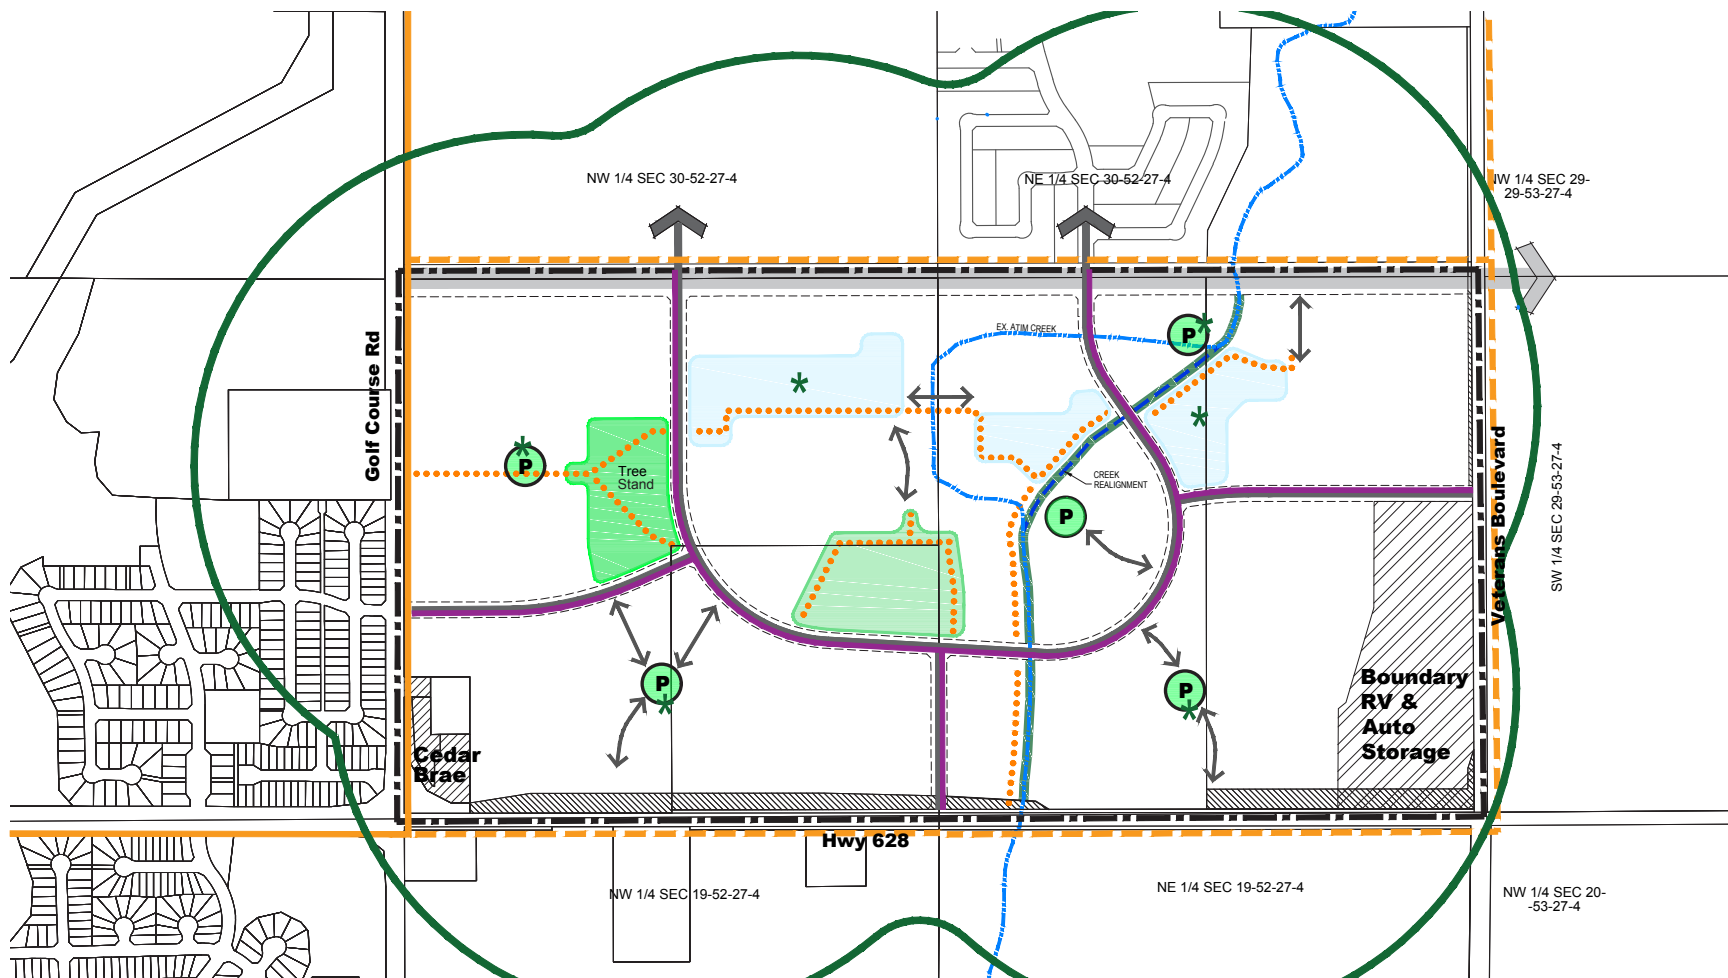 NW 1/4 SEC 30-52-27-4
NE 1/4 SEC 30-52-27-4
NW 1/4 SEC 29-
29-53-27-4
EX. ATIM CREEK
P
*
*
Golf Course Rd
*
P
*
Tree
Stand
CREEK
REALIGNMENT
P
Veterans Boulevard
SW 1/4 SEC 29-53-27-4
P
*
P
*
Boundary
RV &
Auto
Storage
Cedar
Brae
Hwy 628
NW 1/4 SEC 19-52-27-4
NE 1/4 SEC 19-52-27-4
NW 1/4 SEC 20-
-53-27-4